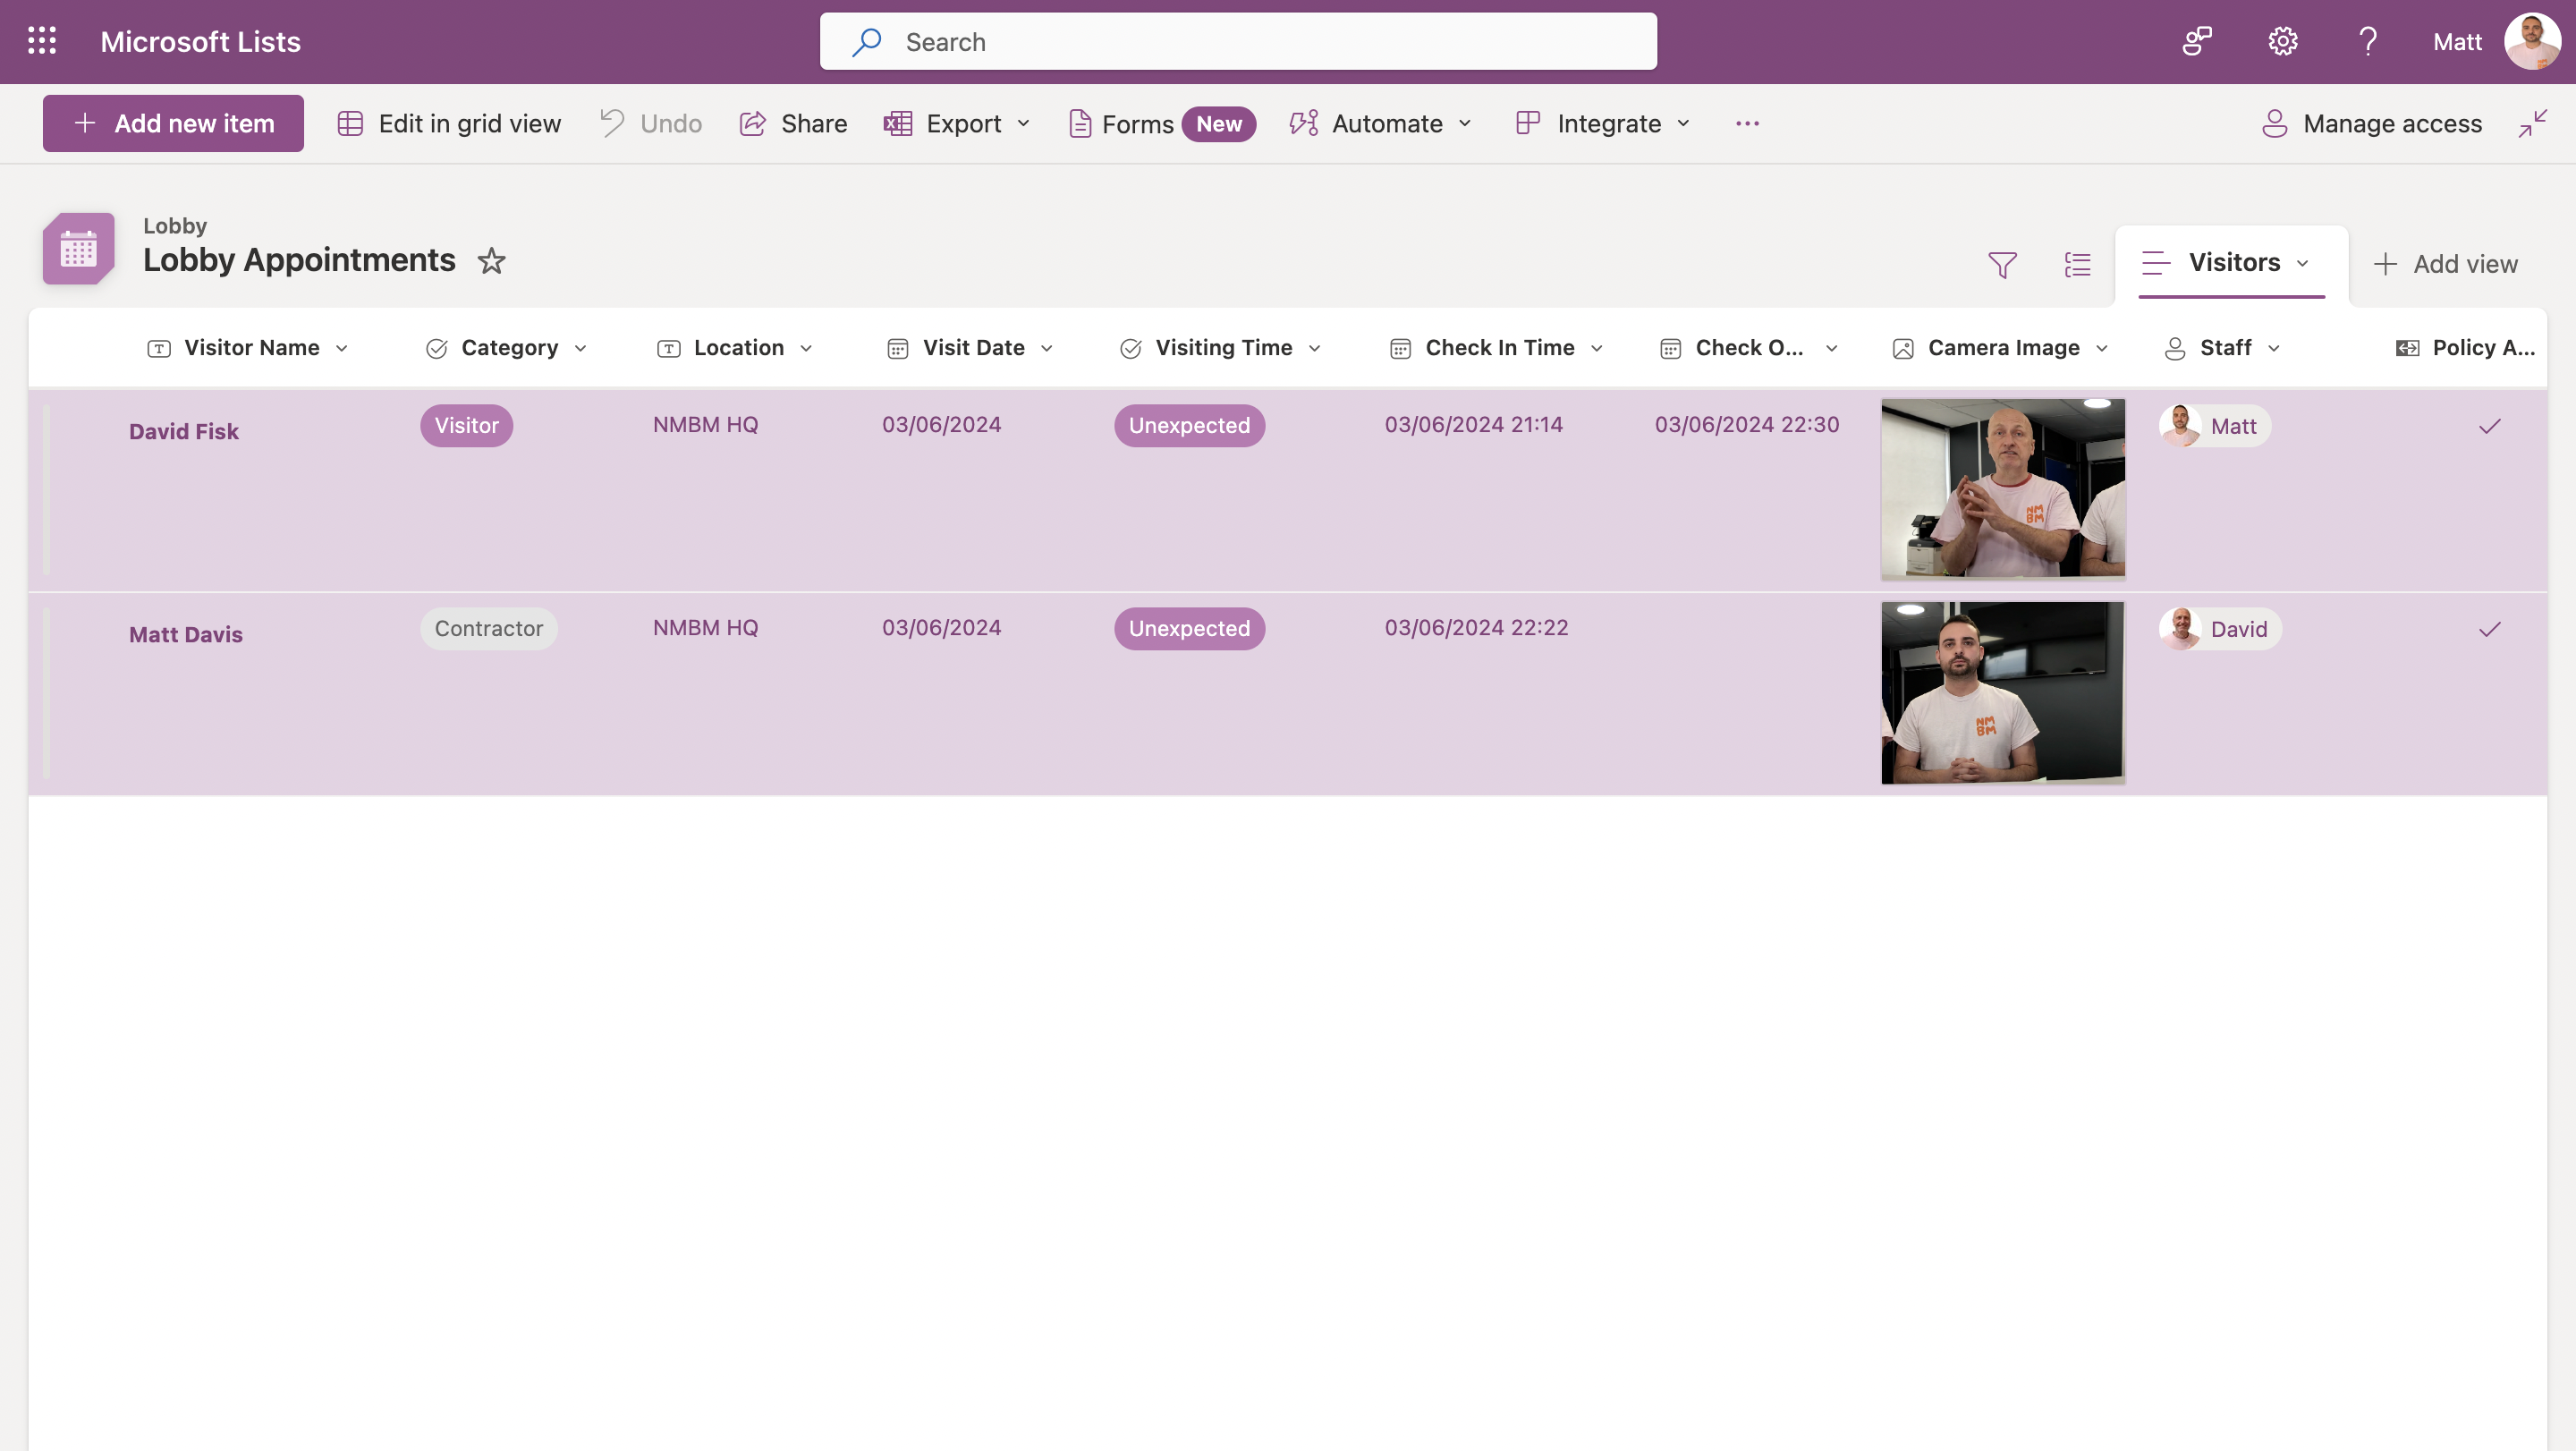 Microsoft Lists
Search
Matt
Add new item
Edit in grid view
Undo
Share
Export
Forms New
Automate
Integrate
Manage access
Lobby
Lobby Appointments
Visitors
Add view
Visitor Name
Category
Location
Visit Date
Visiting Time
Check In Time
Check O...
Camera Image
Staff
Policy A...
David Fisk
Visitor
NMBM HQ
03/06/2024
Unexpected
03/06/2024 21:14
03/06/2024 22:30
NM
BM
Matt
Matt Davis
Contractor
NMBM HQ
03/06/2024
Unexpected
03/06/2024 22:22
NM
BM
David